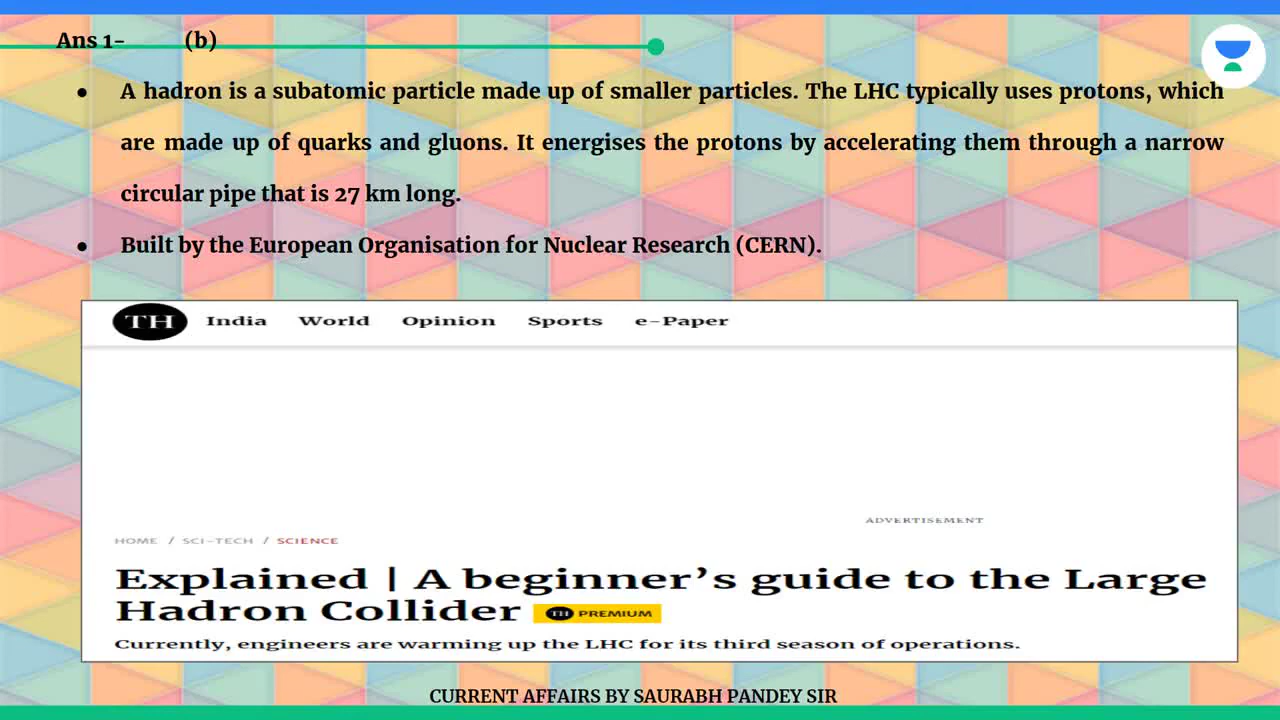 Ans 1- (b)
● A hadron is a subatomic particle made up of smaller particles. The LHC typically uses protons, which
are made up of quarks and gluons. It energises the protons by accelerating them through a narrow
circular pipe that is 27 km long.
● Built by the European Organisation for Nuclear Research (CERN).
TH India World Opinion Sports e-Paper
ADVERTISEMENT
HOME / SCI-TECH / SCIENCE
Explained | A beginner's guide to the Large
Hadron Collider TH PREMIUM
Currently, engineers are warming up the LHC for its third season of operations.
CURRENT AFFAIRS BY SAURABH PANDEY SIR